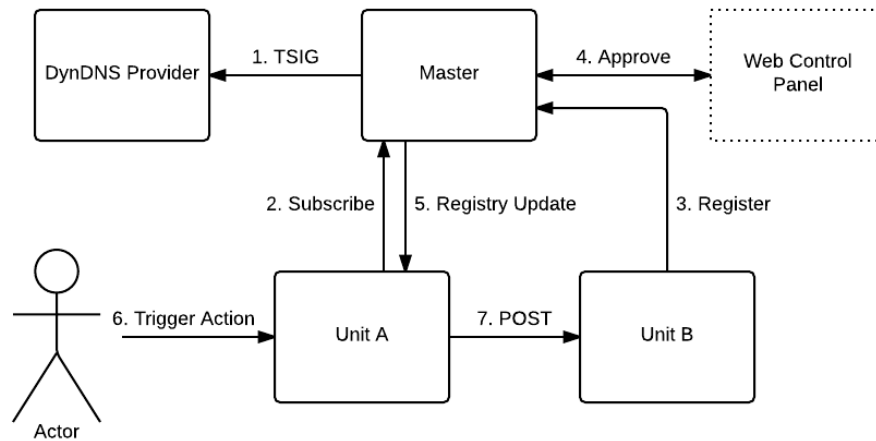 DynDNS Provider
1. TSIG
Master
4. Approve
Web Control
Panel
2. Subscribe
5. Registry Update
3. Register
6. Trigger Action
Unit A
7. POST
Unit B
Actor